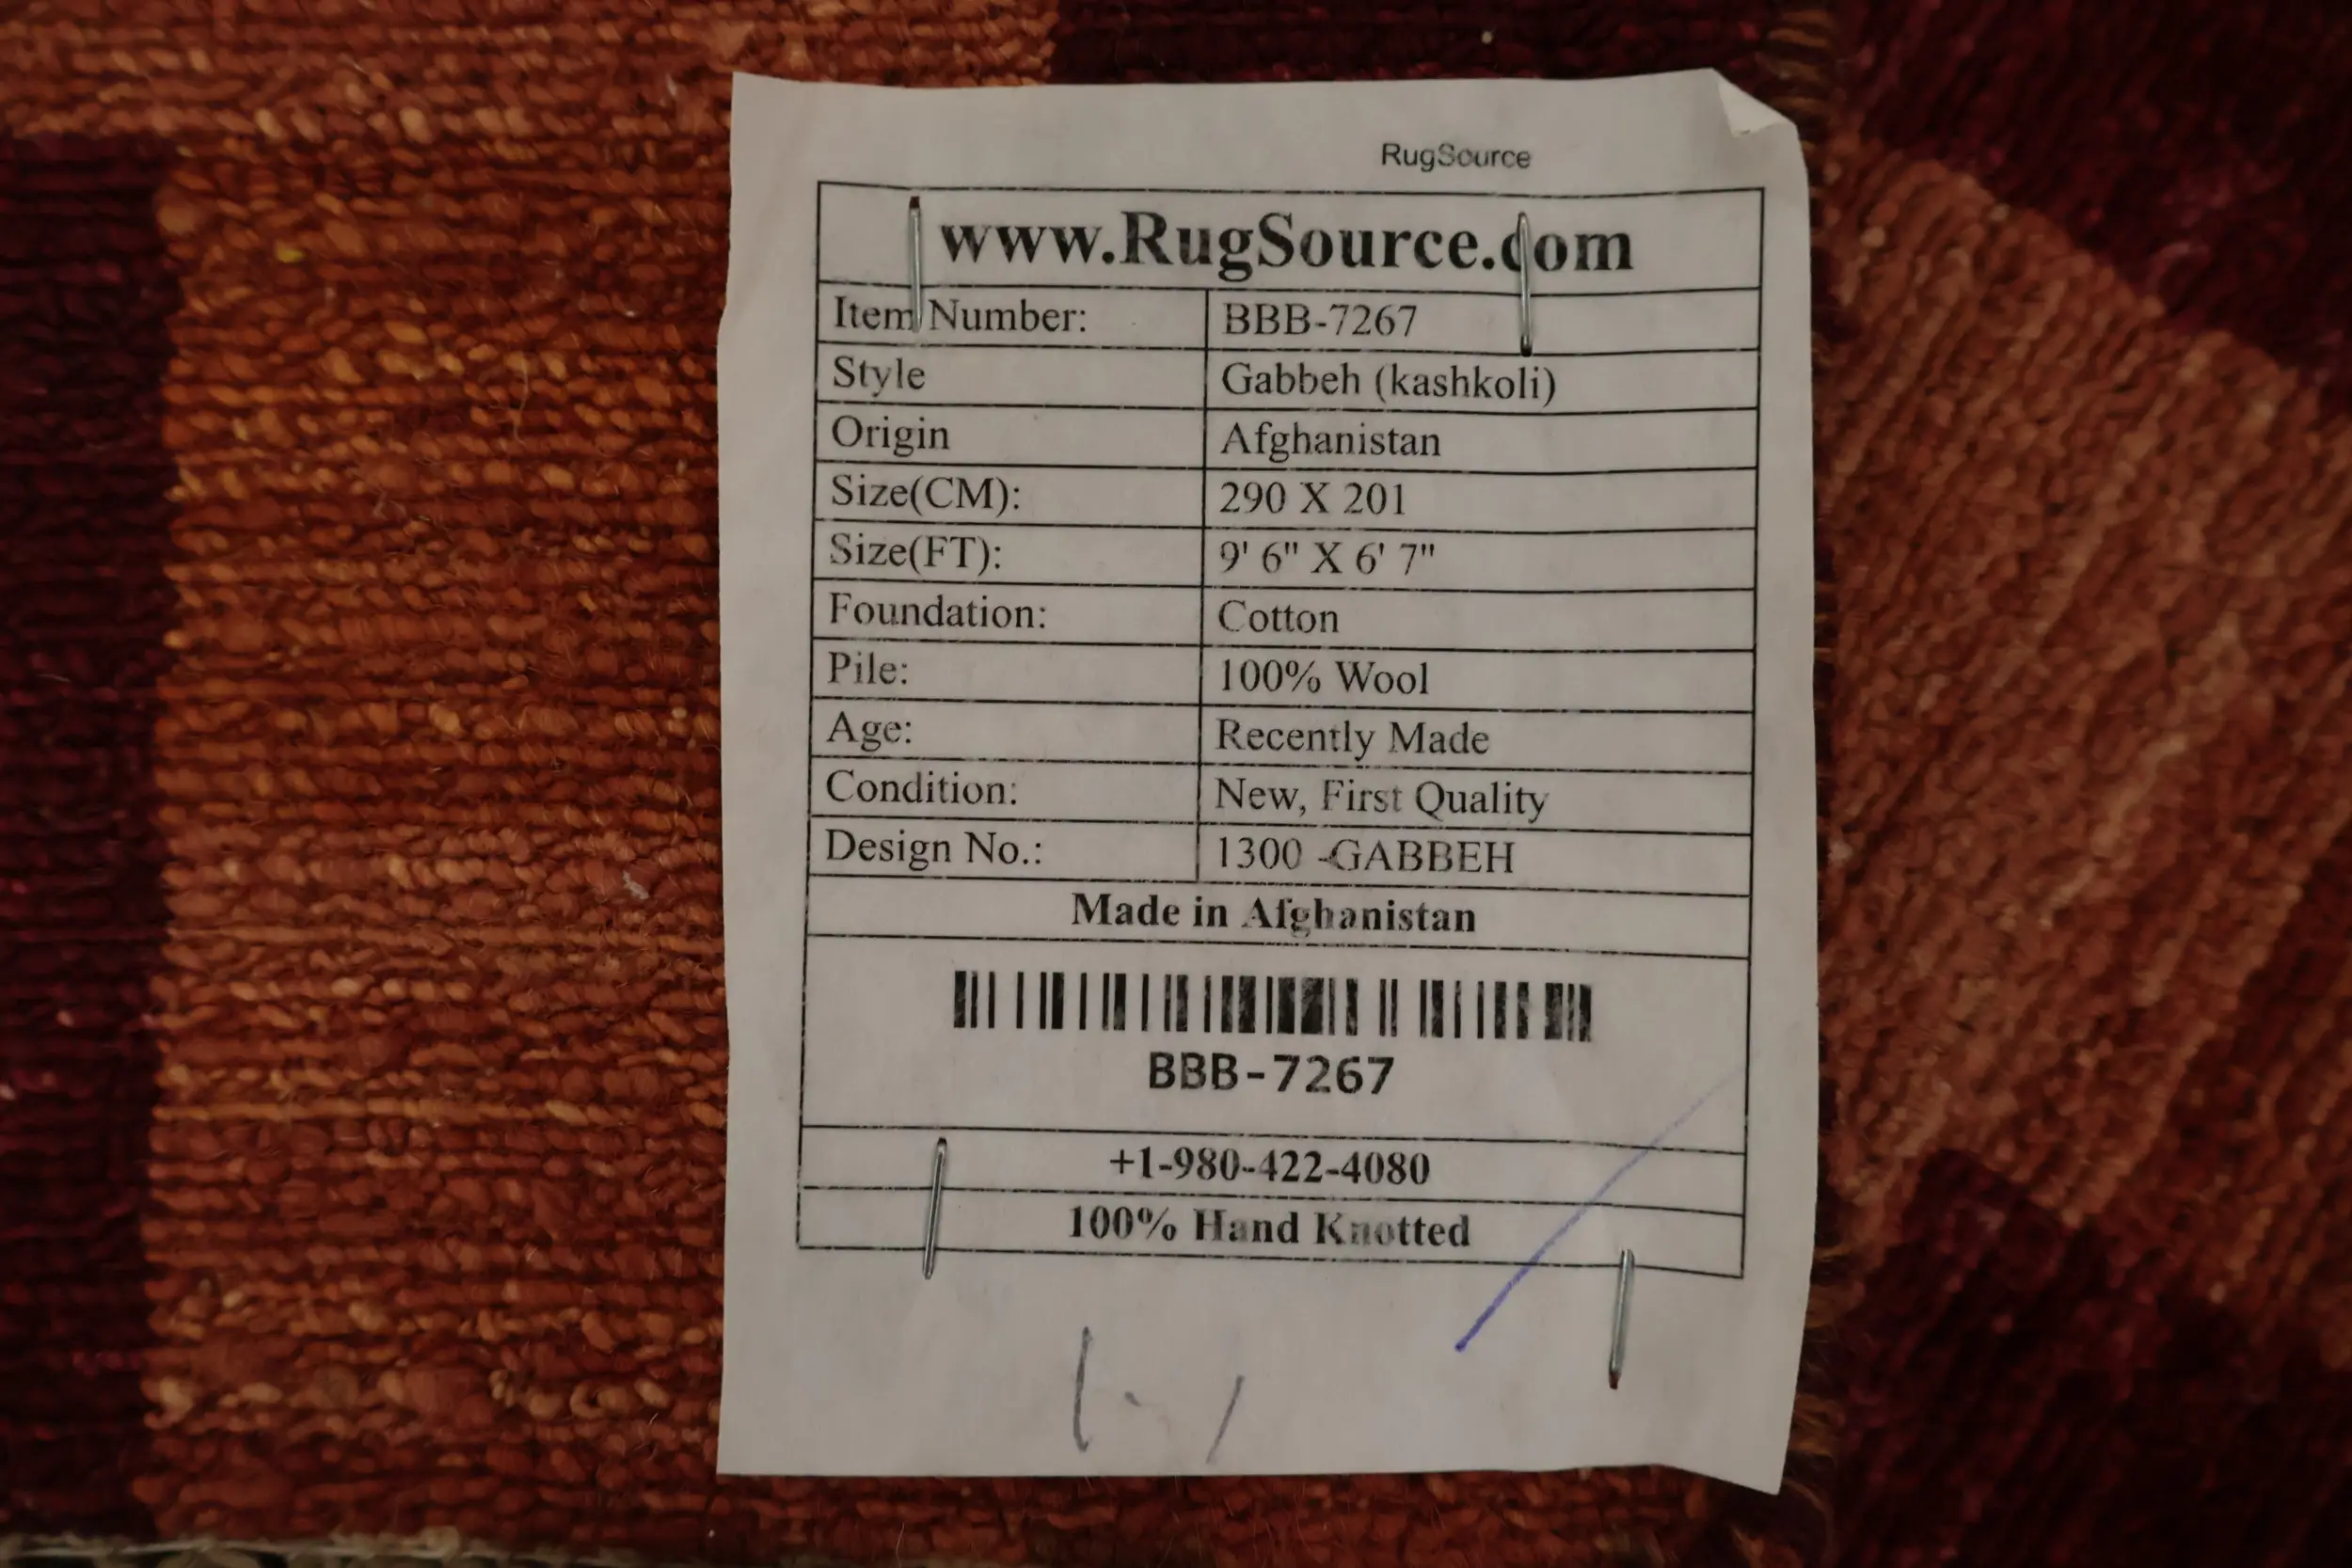 RugSource
www.RugSource.com
Item Number: BBB-7267
Style Gabbeh (kashkoli)
Origin Afghanistan
Size(CM): 290 X 201
Size(FT): 9' 6" X 6' 7"
Foundation: Cotton
Pile: 100% Wool
Age: Recently Made
Condition: New, First Quality
Design No.: 1300 -GABBEH
Made in Afghanistan
BBB-7267
+1-980-422-4080
100% Hand Knotted